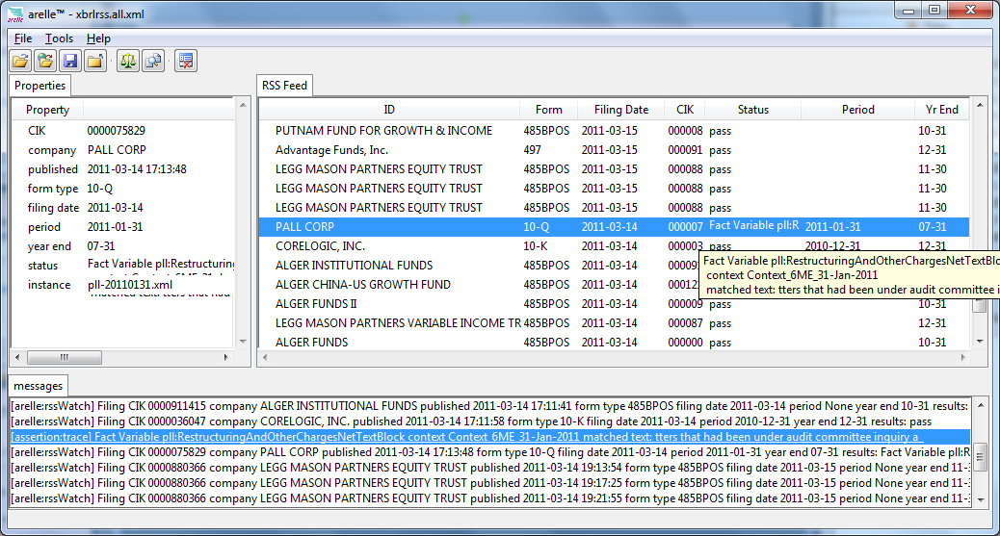 arelle™ - xbrlrss.all.xml
File Tools Help
Properties
RSS Feed
Property
CIK 0000075829
company PALL CORP
published 2011-03-14 17:13:48
form type 10-Q
filing date 2011-03-14
period 2011-01-31
year end 07-31
status Fact Variable pll:Restructuring
instance pll-20110131.xml
ID Form Filing Date CIK Status Period Yr End
PUTNAM FUND FOR GROWTH & INCOME 485BPOS 2011-03-15 000008 pass 10-31
Advantage Funds, Inc. 497 2011-03-15 000091 pass 12-31
LEGG MASON PARTNERS EQUITY TRUST 485BPOS 2011-03-15 000088 pass 11-30
LEGG MASON PARTNERS EQUITY TRUST 485BPOS 2011-03-15 000088 pass 11-30
LEGG MASON PARTNERS EQUITY TRUST 485BPOS 2011-03-15 000088 pass 11-30
PALL CORP 10-Q 2011-03-14 000007 Fact Variable pll:R 2011-01-31 07-31
CORELOGIC, INC. 10-K 2011-03-14 000003 pass 2010-12-31 12-31
ALGER INSTITUTIONAL FUNDS 485BPOS 2011-03-14 00009
ALGER CHINA-US GROWTH FUND 485BPOS 2011-03-14 00012
ALGER FUNDS II 485BPOS 2011-03-14 000009 pass 10-31
LEGG MASON PARTNERS VARIABLE INCOME TR 485BPOS 2011-03-14 000087 pass 12-31
ALGER FUNDS 485BPOS 2011-03-14 000000 pass 10-31
Fact Variable pll:RestructuringAndOtherChargesNetTextBlo
context Context_6ME_31-Jan-2011
matched text: tters that had been under audit committee i
messages
[arelle:rssWatch] Filing CIK 0000911415 company ALGER INSTITUTIONAL FUNDS published 2011-03-14 17:11:41 form type 485BPOS filing date 2011-03-14 period None year end 10-31 results:
[arelle:rssWatch] Filing CIK 0000036047 company CORELOGIC, INC. published 2011-03-14 17:11:58 form type 10-K filing date 2011-03-14 period 2010-12-31 year end 12-31 results: pass
[assertion:trace] Fact Variable pll:RestructuringAndOtherChargesNetTextBlock context Context_6ME_31-Jan-2011 matched text: tters that had been under audit committee inquiry a
[arelle:rssWatch] Filing CIK 0000075829 company PALL CORP published 2011-03-14 17:13:48 form type 10-Q filing date 2011-03-14 period 2011-01-31 year end 07-31 results: Fact Variable pll:R
[arelle:rssWatch] Filing CIK 0000880366 company LEGG MASON PARTNERS EQUITY TRUST published 2011-03-14 19:13:54 form type 485BPOS filing date 2011-03-15 period None year end 11-3
[arelle:rssWatch] Filing CIK 0000880366 company LEGG MASON PARTNERS EQUITY TRUST published 2011-03-14 19:17:05 form type 485BPOS filing date 2011-03-15 period None year end 11-3
[arelle:rssWatch] Filing CIK 0000880366 company LEGG MASON PARTNERS EQUITY TRUST published 2011-03-14 19:21:55 form type 485BPOS filing date 2011-03-15 period None year end 11-3